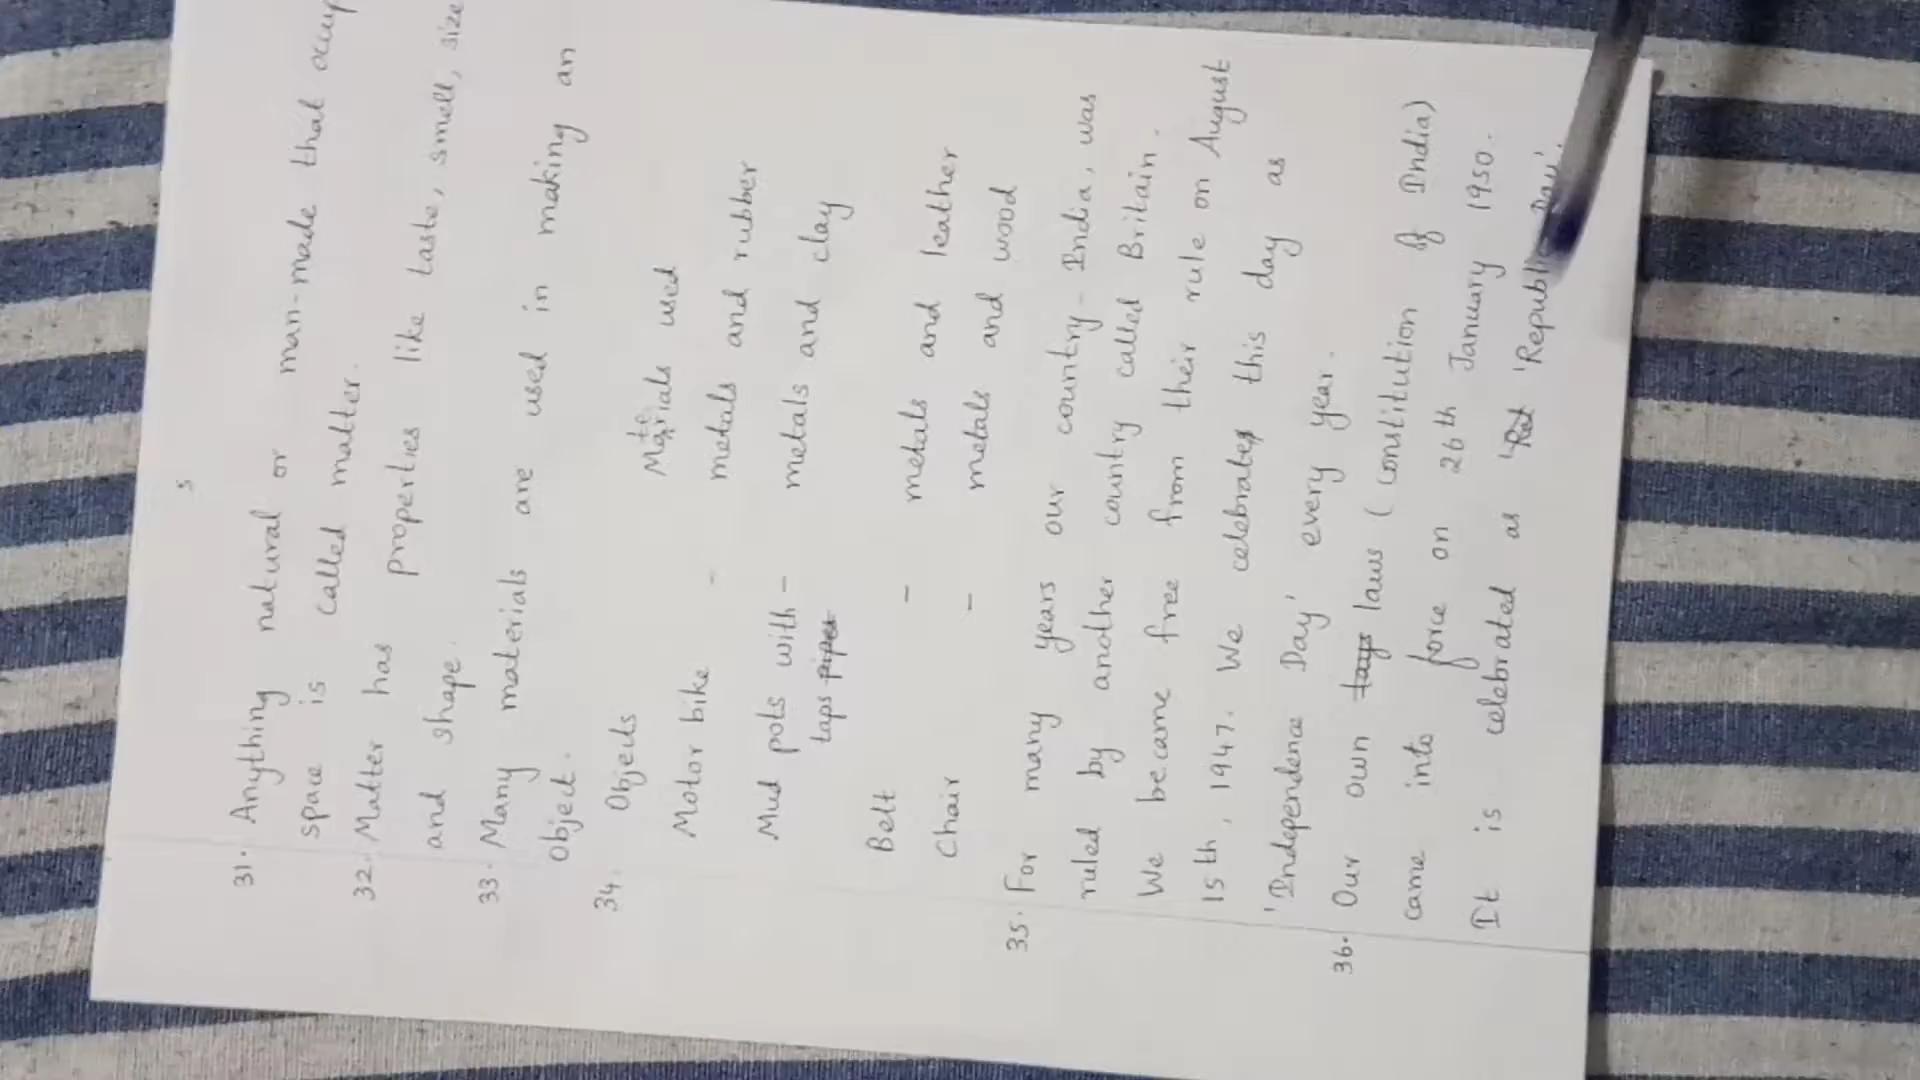 5
31. Anything natural or man-made that occup
space is called matter.
32. Matter has properties like taste, smell, size
and shape.
33. Many materials are used in making an
object.
34. Objects Materials used
Motor bike - metals and rubber
Mud pots with - metals and clay
taps pipes
Belt - metals and leather
Chair - metals and wood
35. For many years our country - India, was
ruled by another country called Britain.
We became free from their rule on August
15th, 1947. We celebrate this day as
'Independence Day' every year.
36. Our own laws (constitution of India)
came into force on 26th January 1950.
It is celebrated as 'Republic Day'.